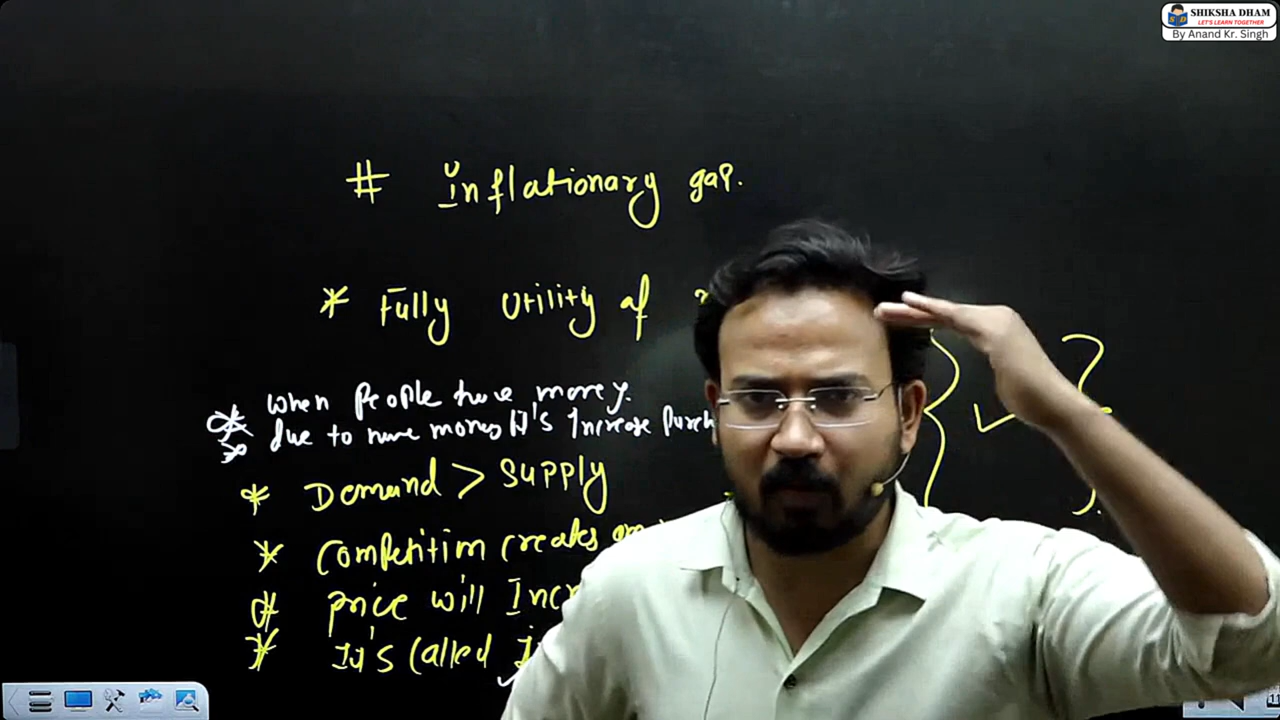 SHIKSHA DHAM
LET'S LEARN TOGETHER
By Anand Kr. Singh
# Inflationary gap.
* Fully Utility of
* When People have money.
* due to have money It's Increase Purch
* Demand > Supply
* Competition creates
* Price will Incr
* It's Called